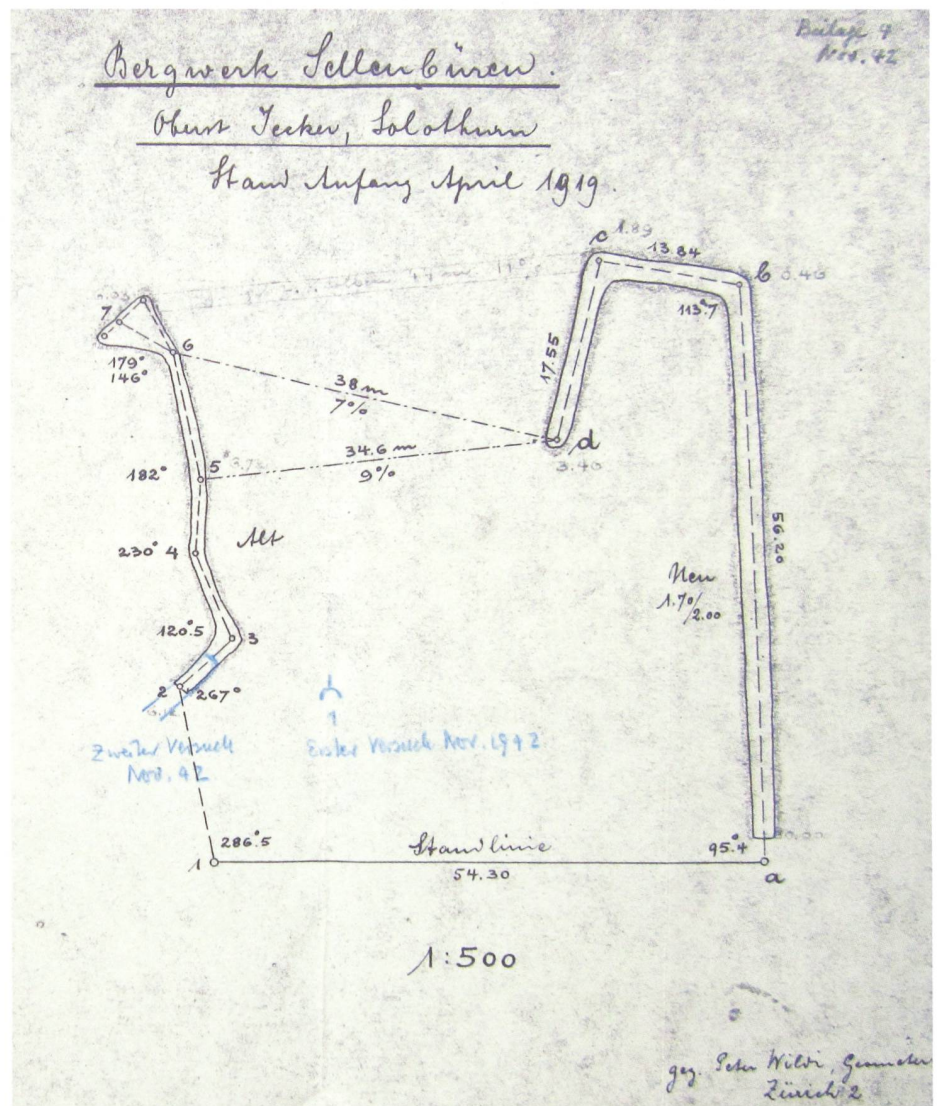 Beilage 9
Nov. 42
Bergwerk Sellenbüren.
Oberst Jecker, Solothurn
Stand Anfang April 1919.
c 1.89
13.84
b
113°.7
7
6
179°
146°
38 m
7%
17.55
d
3.40
34.6 m
9%
182°
5
56.20
230° 4
Alt
Neu
1.70/2.00
120°.5
3
2
267°
Zweiter Versuch
Nov. 42
1
Erster Versuch Nov. 1942
286°.5
Standlinie
95°.4
1
54.30
a
1:500
gez. Peter Wildi, Geometer
Zürich 2